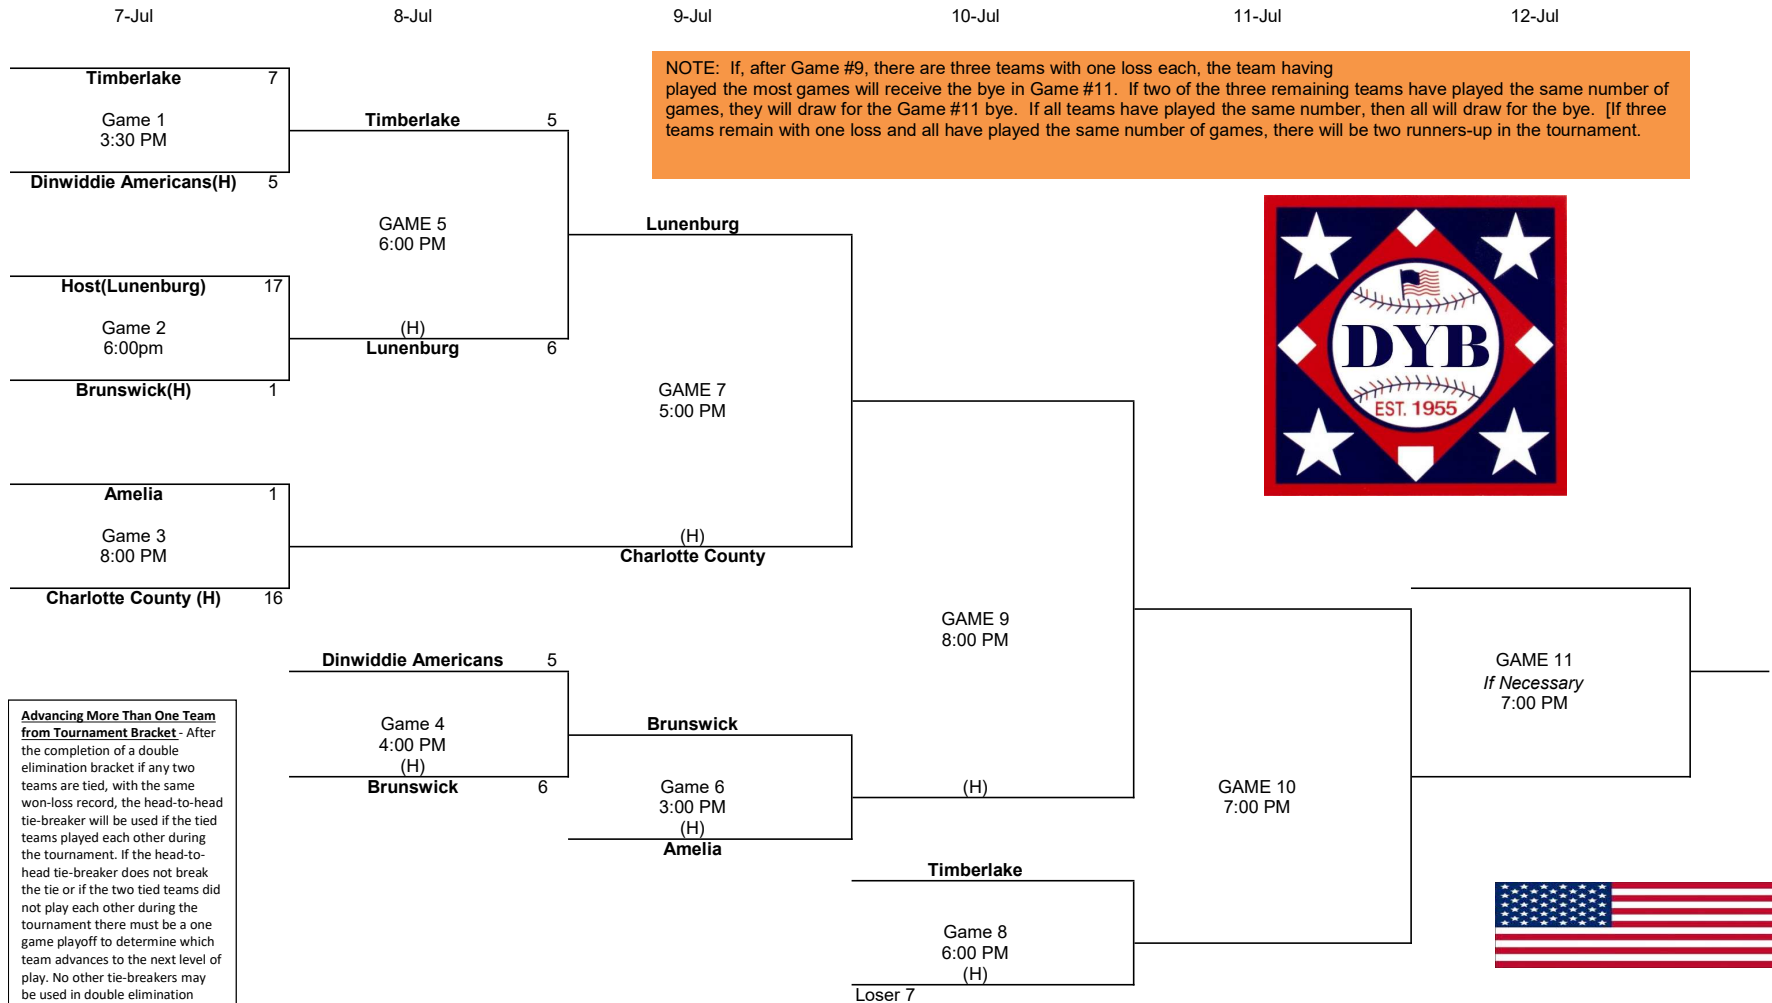 7-Jul 8-Jul 9-Jul 10-Jul 11-Jul 12-Jul
NOTE: If, after Game #9, there are three teams with one loss each, the team having
played the most games will receive the bye in Game #11. If two of the three remaining teams have played the same number of
games, they will draw for the Game #11 bye. If all teams have played the same number, then all will draw for the bye. [If three
teams remain with one loss and all have played the same number of games, there will be two runners-up in the tournament.
Timberlake 7
Game 1
3:30 PM
Dinwiddie Americans(H) 5
Host(Lunenburg) 17
Game 2
6:00pm
Brunswick(H) 1
Amelia 1
Game 3
8:00 PM
Charlotte County (H) 16
Timberlake 5
GAME 5
6:00 PM
(H)
Lunenburg 6
Dinwiddie Americans 5
Game 4
4:00 PM
(H)
Brunswick 6
Lunenburg
GAME 7
5:00 PM
(H)
Charlotte County
Brunswick
Game 6
3:00 PM
(H)
Amelia
GAME 9
8:00 PM
(H)
Timberlake
Game 8
6:00 PM
(H)
Loser 7
GAME 10
7:00 PM
GAME 11
If Necessary
7:00 PM
DYB
EST. 1955
Advancing More Than One Team
from Tournament Bracket - After
the completion of a double
elimination bracket if any two
teams are tied, with the same
won-loss record, the head-to-head
tie-breaker will be used if the tied
teams played each other during
the tournament. If the head-to-
head tie-breaker does not break
the tie or if the two tied teams did
not play each other during the
tournament there must be a one
game playoff to determine which
team advances to the next level of
play. No other tie-breakers may
be used in double elimination